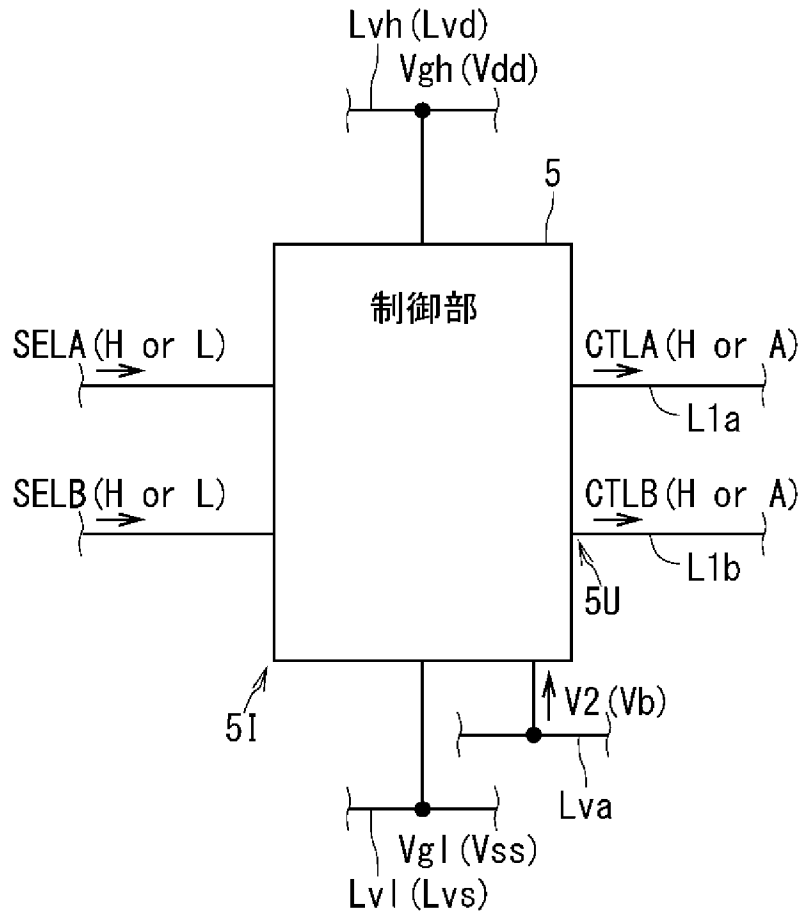 Lvh(Lvd)
Vgh(Vdd)
5
制御部
SELA(H or L)
CTLA(H or A)
L1a
SELB(H or L)
CTLB(H or A)
L1b
5U
5I
V2(Vb)
Lva
Vgl(Vss)
Lvl(Lvs)